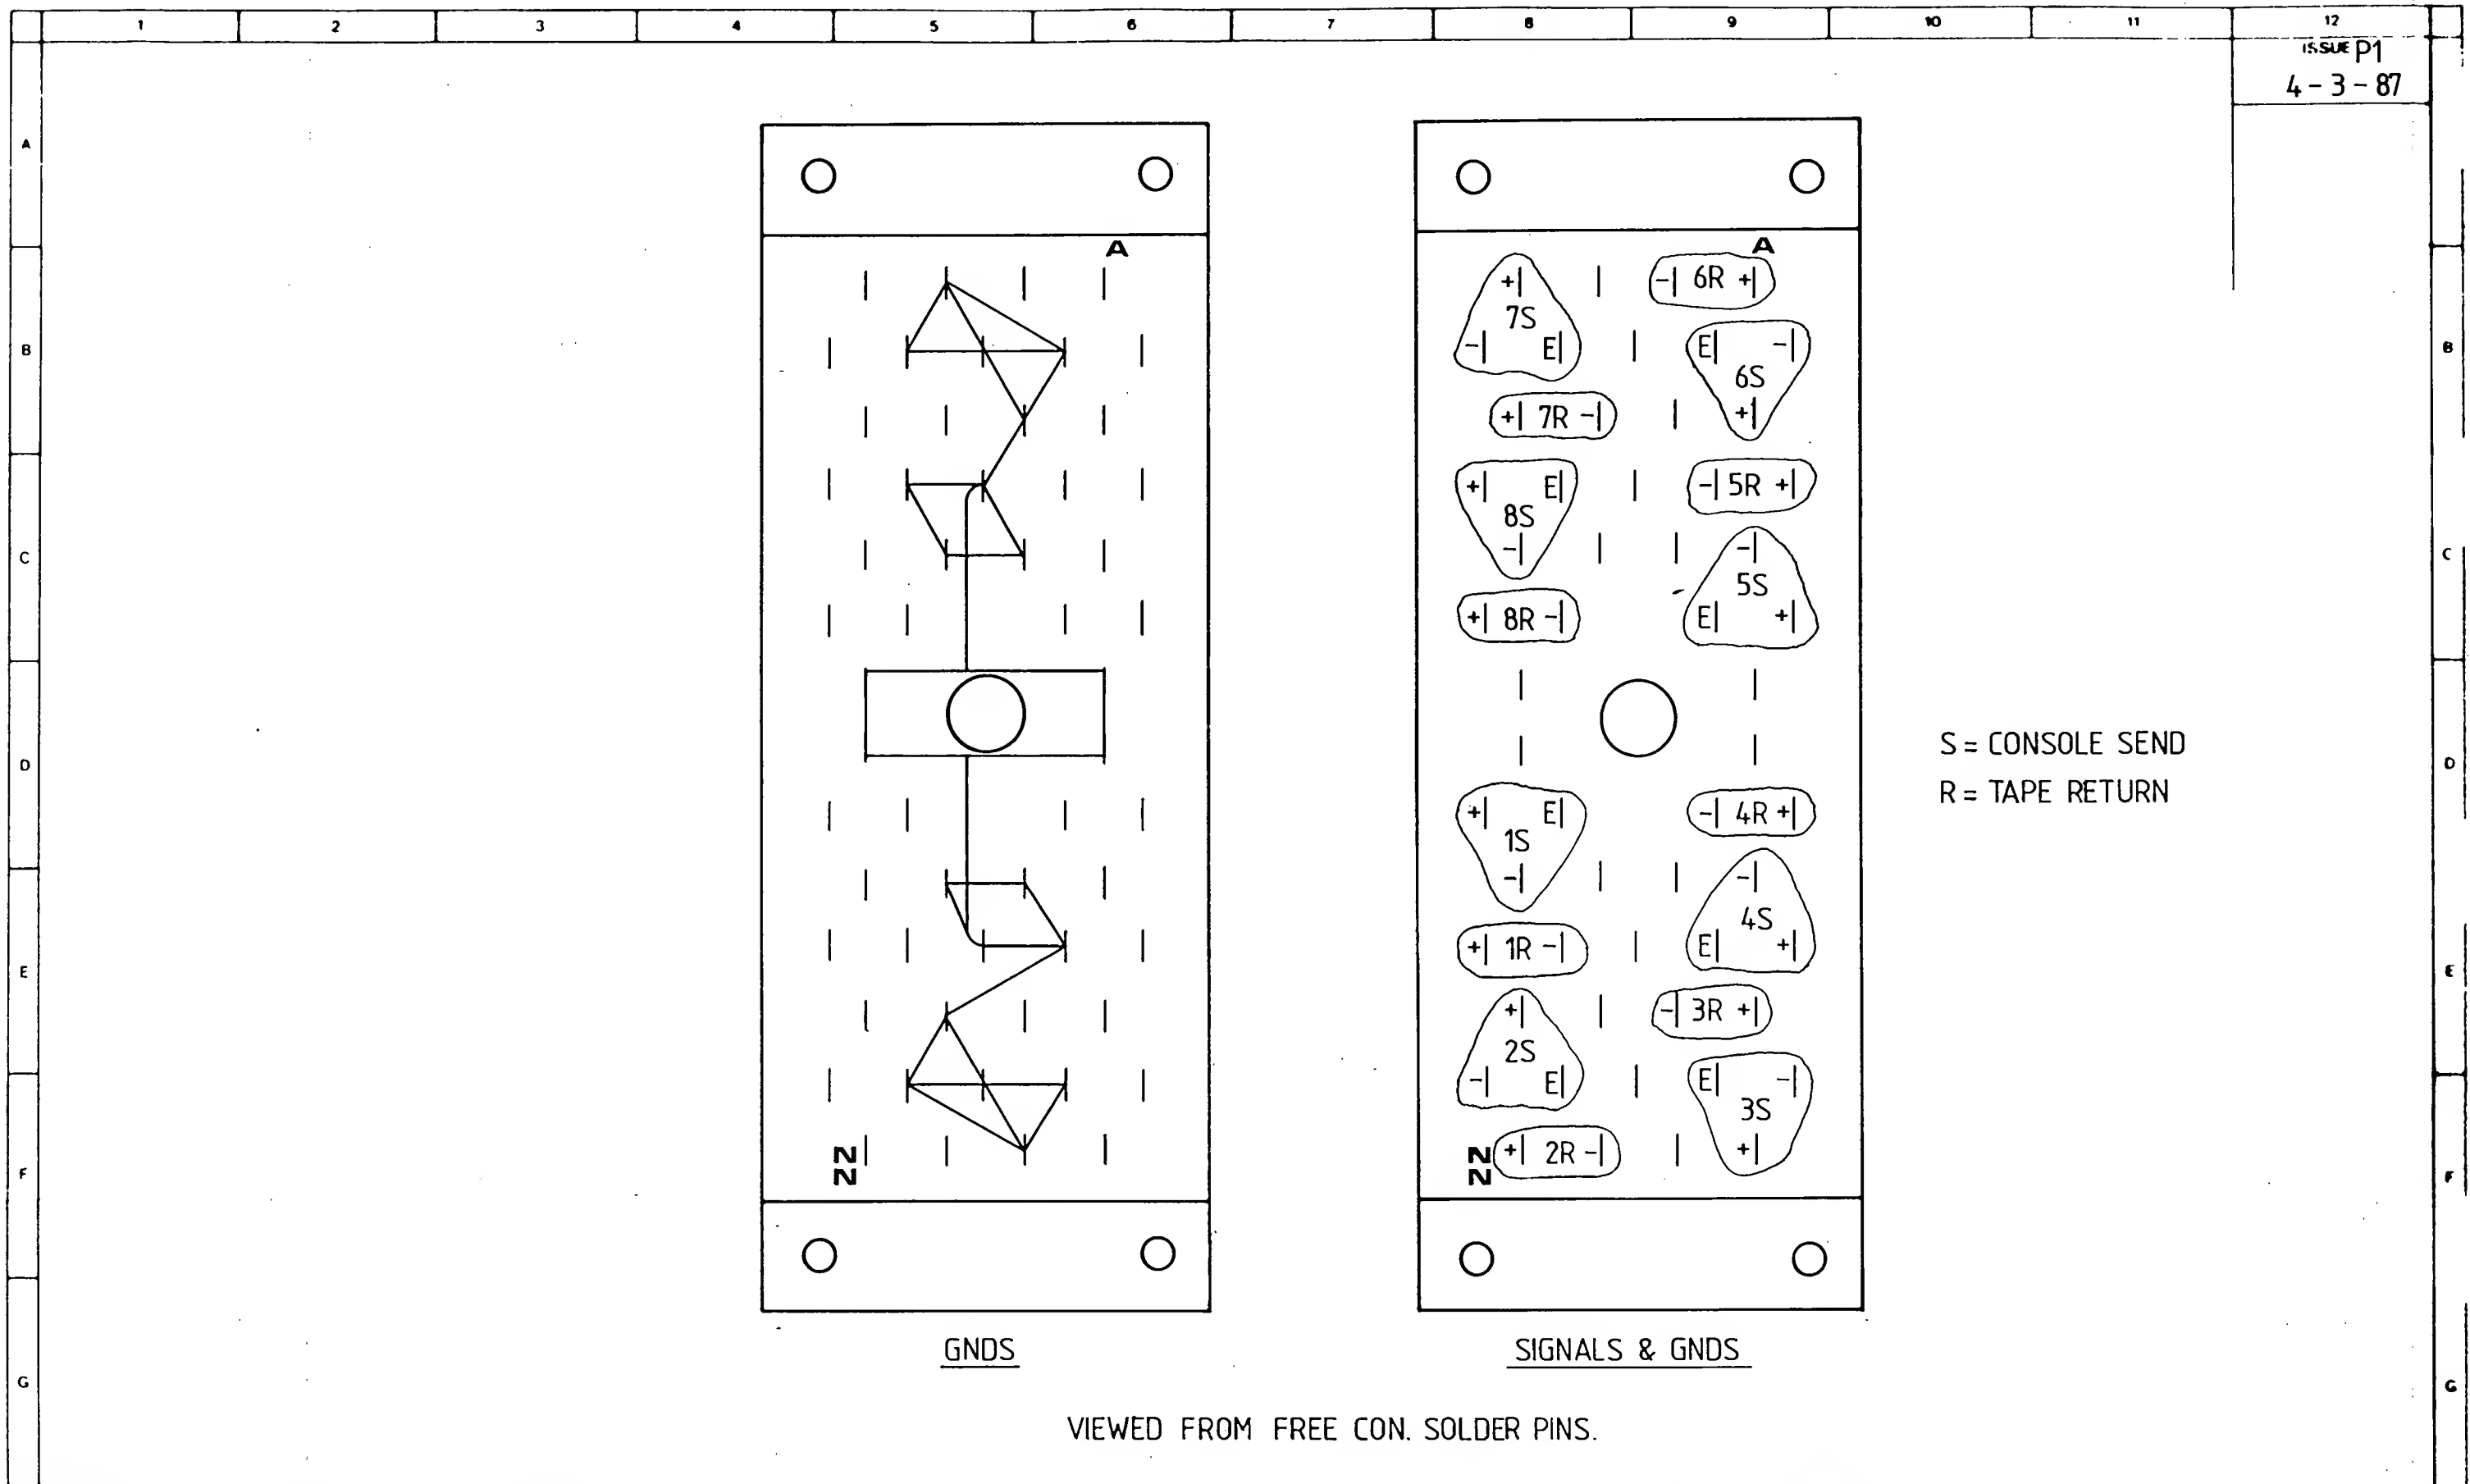 1 2 3 4 5 6 7 8 9 10 11 12
ISSUE P1
4 - 3 - 87
A
B
C
D
E
F
G
A
N
N
GNDS
A
+ 7S - E
- 6R +
E - 6S +
+ 7R -
+ E 8S -
- 5R +
- 5S E +
+ 8R -
+ E 1S -
- 4R +
- 4S E +
+ 1R -
+ 2S - E
- 3R +
E - 3S +
N
N
+ 2R -
SIGNALS & GNDS
S = CONSOLE SEND
R = TAPE RETURN
B
C
D
E
F
G
VIEWED FROM FREE CON. SOLDER PINS.